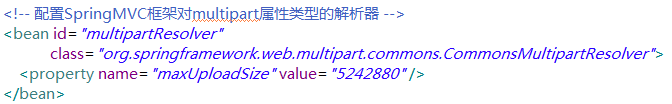 <!-- 配置SpringMVC框架对multipart属性类型的解析器 -->
<bean id="multipartResolver"
class="org.springframework.web.multipart.commons.CommonsMultipartResolver">
<property name="maxUploadSize" value="5242880" />
</bean>